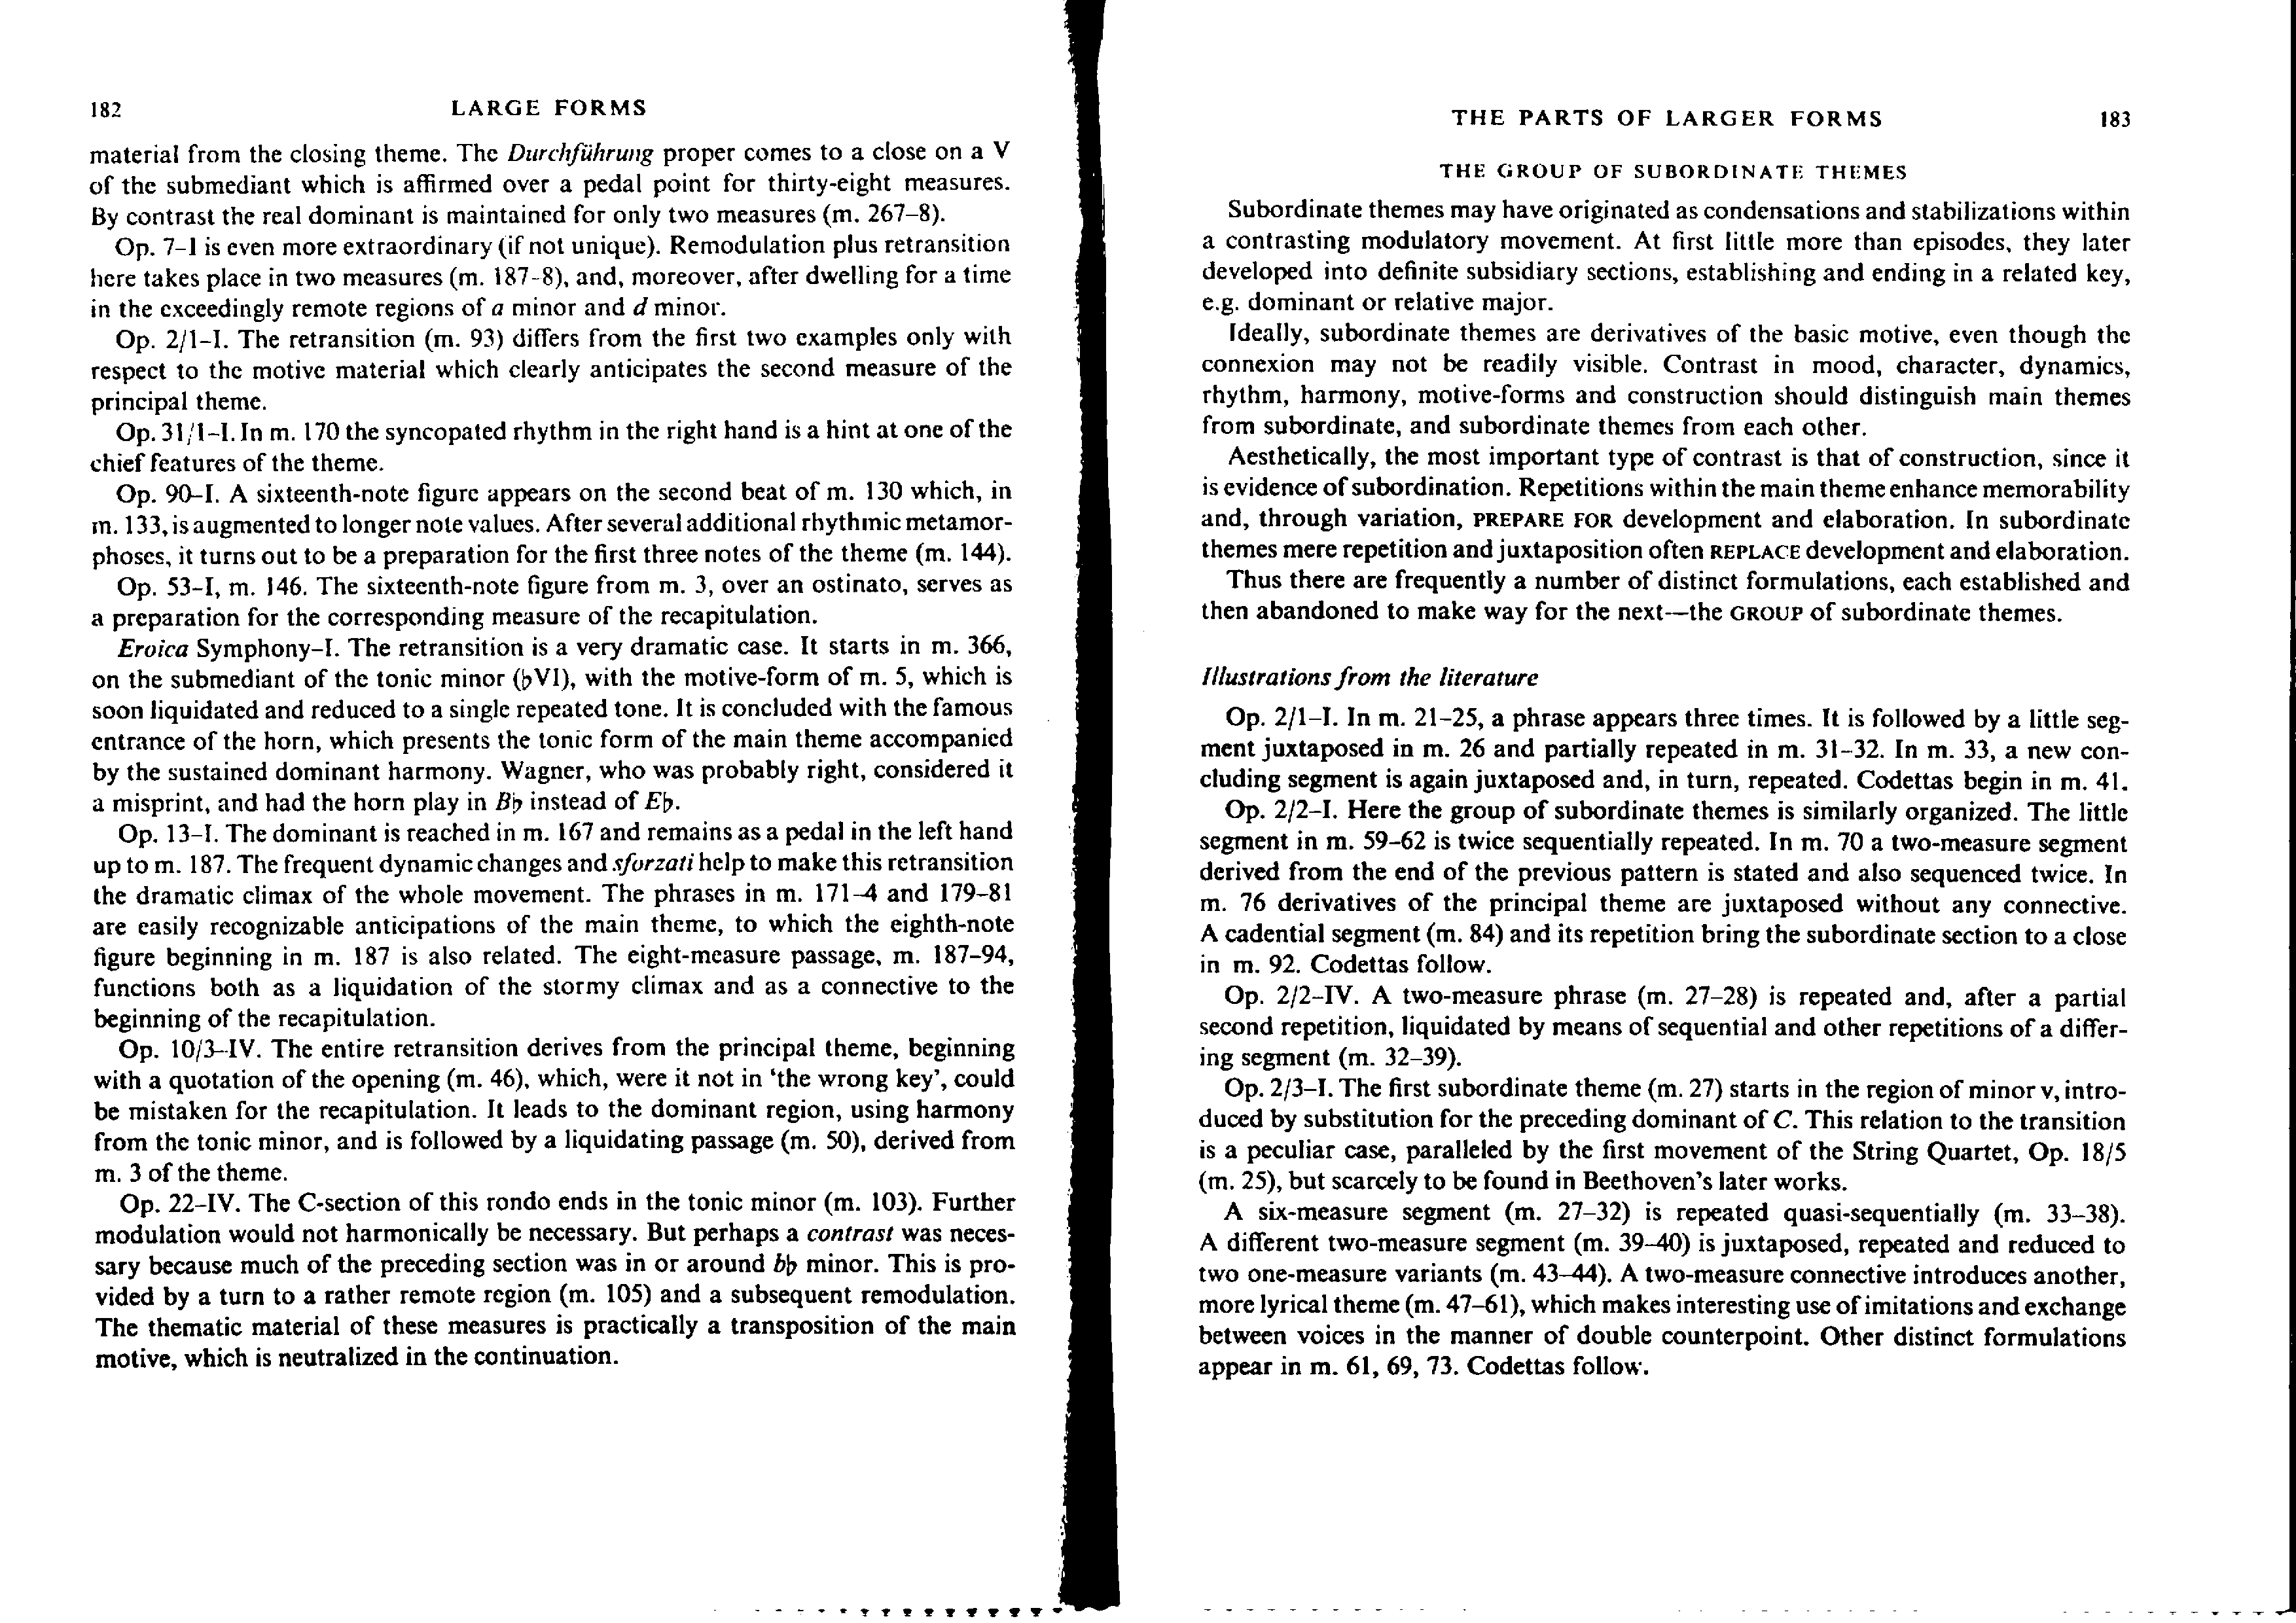 182
LARGE FORMS
material from the closing theme. The Durchführung proper comes to a close on a V
of the submediant which is affirmed over a pedal point for thirty-eight measures.
By contrast the real dominant is maintained for only two measures (m. 267–8).
Op. 7–I is even more extraordinary (if not unique). Remodulation plus retransition
here takes place in two measures (m. 187–8), and, moreover, after dwelling for a time
in the exceedingly remote regions of a minor and d minor.
Op. 2/1–I. The retransition (m. 93) differs from the first two examples only with
respect to the motive material which clearly anticipates the second measure of the
principal theme.
Op. 31/1–I. In m. 170 the syncopated rhythm in the right hand is a hint at one of the
chief features of the theme.
Op. 90–I. A sixteenth-note figure appears on the second beat of m. 130 which, in
m. 133, is augmented to longer note values. After several additional rhythmic metamor-
phoses, it turns out to be a preparation for the first three notes of the theme (m. 144).
Op. 53–I, m. 146. The sixteenth-note figure from m. 3, over an ostinato, serves as
a preparation for the corresponding measure of the recapitulation.
Eroica Symphony–I. The retransition is a very dramatic case. It starts in m. 366,
on the submediant of the tonic minor (♭VI), with the motive-form of m. 5, which is
soon liquidated and reduced to a single repeated tone. It is concluded with the famous
entrance of the horn, which presents the tonic form of the main theme accompanied
by the sustained dominant harmony. Wagner, who was probably right, considered it
a misprint, and had the horn play in B♭ instead of E♭.
Op. 13–I. The dominant is reached in m. 167 and remains as a pedal in the left hand
up to m. 187. The frequent dynamic changes and sforzati help to make this retransition
the dramatic climax of the whole movement. The phrases in m. 171–4 and 179–81
are easily recognizable anticipations of the main theme, to which the eighth-note
figure beginning in m. 187 is also related. The eight-measure passage, m. 187–94,
functions both as a liquidation of the stormy climax and as a connective to the
beginning of the recapitulation.
Op. 10/3–IV. The entire retransition derives from the principal theme, beginning
with a quotation of the opening (m. 46), which, were it not in ‘the wrong key’, could
be mistaken for the recapitulation. It leads to the dominant region, using harmony
from the tonic minor, and is followed by a liquidating passage (m. 50), derived from
m. 3 of the theme.
Op. 22–IV. The C-section of this rondo ends in the tonic minor (m. 103). Further
modulation would not harmonically be necessary. But perhaps a contrast was neces-
sary because much of the preceding section was in or around b♭ minor. This is pro-
vided by a turn to a rather remote region (m. 105) and a subsequent remodulation.
The thematic material of these measures is practically a transposition of the main
motive, which is neutralized in the continuation.
THE PARTS OF LARGER FORMS
183
THE GROUP OF SUBORDINATE THEMES
Subordinate themes may have originated as condensations and stabilizations within
a contrasting modulatory movement. At first little more than episodes, they later
developed into definite subsidiary sections, establishing and ending in a related key,
e.g. dominant or relative major.
Ideally, subordinate themes are derivatives of the basic motive, even though the
connexion may not be readily visible. Contrast in mood, character, dynamics,
rhythm, harmony, motive-forms and construction should distinguish main themes
from subordinate, and subordinate themes from each other.
Aesthetically, the most important type of contrast is that of construction, since it
is evidence of subordination. Repetitions within the main theme enhance memorability
and, through variation, PREPARE FOR development and elaboration. In subordinate
themes mere repetition and juxtaposition often REPLACE development and elaboration.
Thus there are frequently a number of distinct formulations, each established and
then abandoned to make way for the next—the GROUP of subordinate themes.
Illustrations from the literature
Op. 2/1–I. In m. 21–25, a phrase appears three times. It is followed by a little seg-
ment juxtaposed in m. 26 and partially repeated in m. 31–32. In m. 33, a new con-
cluding segment is again juxtaposed and, in turn, repeated. Codettas begin in m. 41.
Op. 2/2–I. Here the group of subordinate themes is similarly organized. The little
segment in m. 59–62 is twice sequentially repeated. In m. 70 a two-measure segment
derived from the end of the previous pattern is stated and also sequenced twice. In
m. 76 derivatives of the principal theme are juxtaposed without any connective.
A cadential segment (m. 84) and its repetition bring the subordinate section to a close
in m. 92. Codettas follow.
Op. 2/2–IV. A two-measure phrase (m. 27–28) is repeated and, after a partial
second repetition, liquidated by means of sequential and other repetitions of a differ-
ing segment (m. 32–39).
Op. 2/3–I. The first subordinate theme (m. 27) starts in the region of minor v, intro-
duced by substitution for the preceding dominant of C. This relation to the transition
is a peculiar case, paralleled by the first movement of the String Quartet, Op. 18/5
(m. 25), but scarcely to be found in Beethoven’s later works.
A six-measure segment (m. 27–32) is repeated quasi-sequentially (m. 33–38).
A different two-measure segment (m. 39–40) is juxtaposed, repeated and reduced to
two one-measure variants (m. 43–44). A two-measure connective introduces another,
more lyrical theme (m. 47–61), which makes interesting use of imitations and exchange
between voices in the manner of double counterpoint. Other distinct formulations
appear in m. 61, 69, 73. Codettas follow.